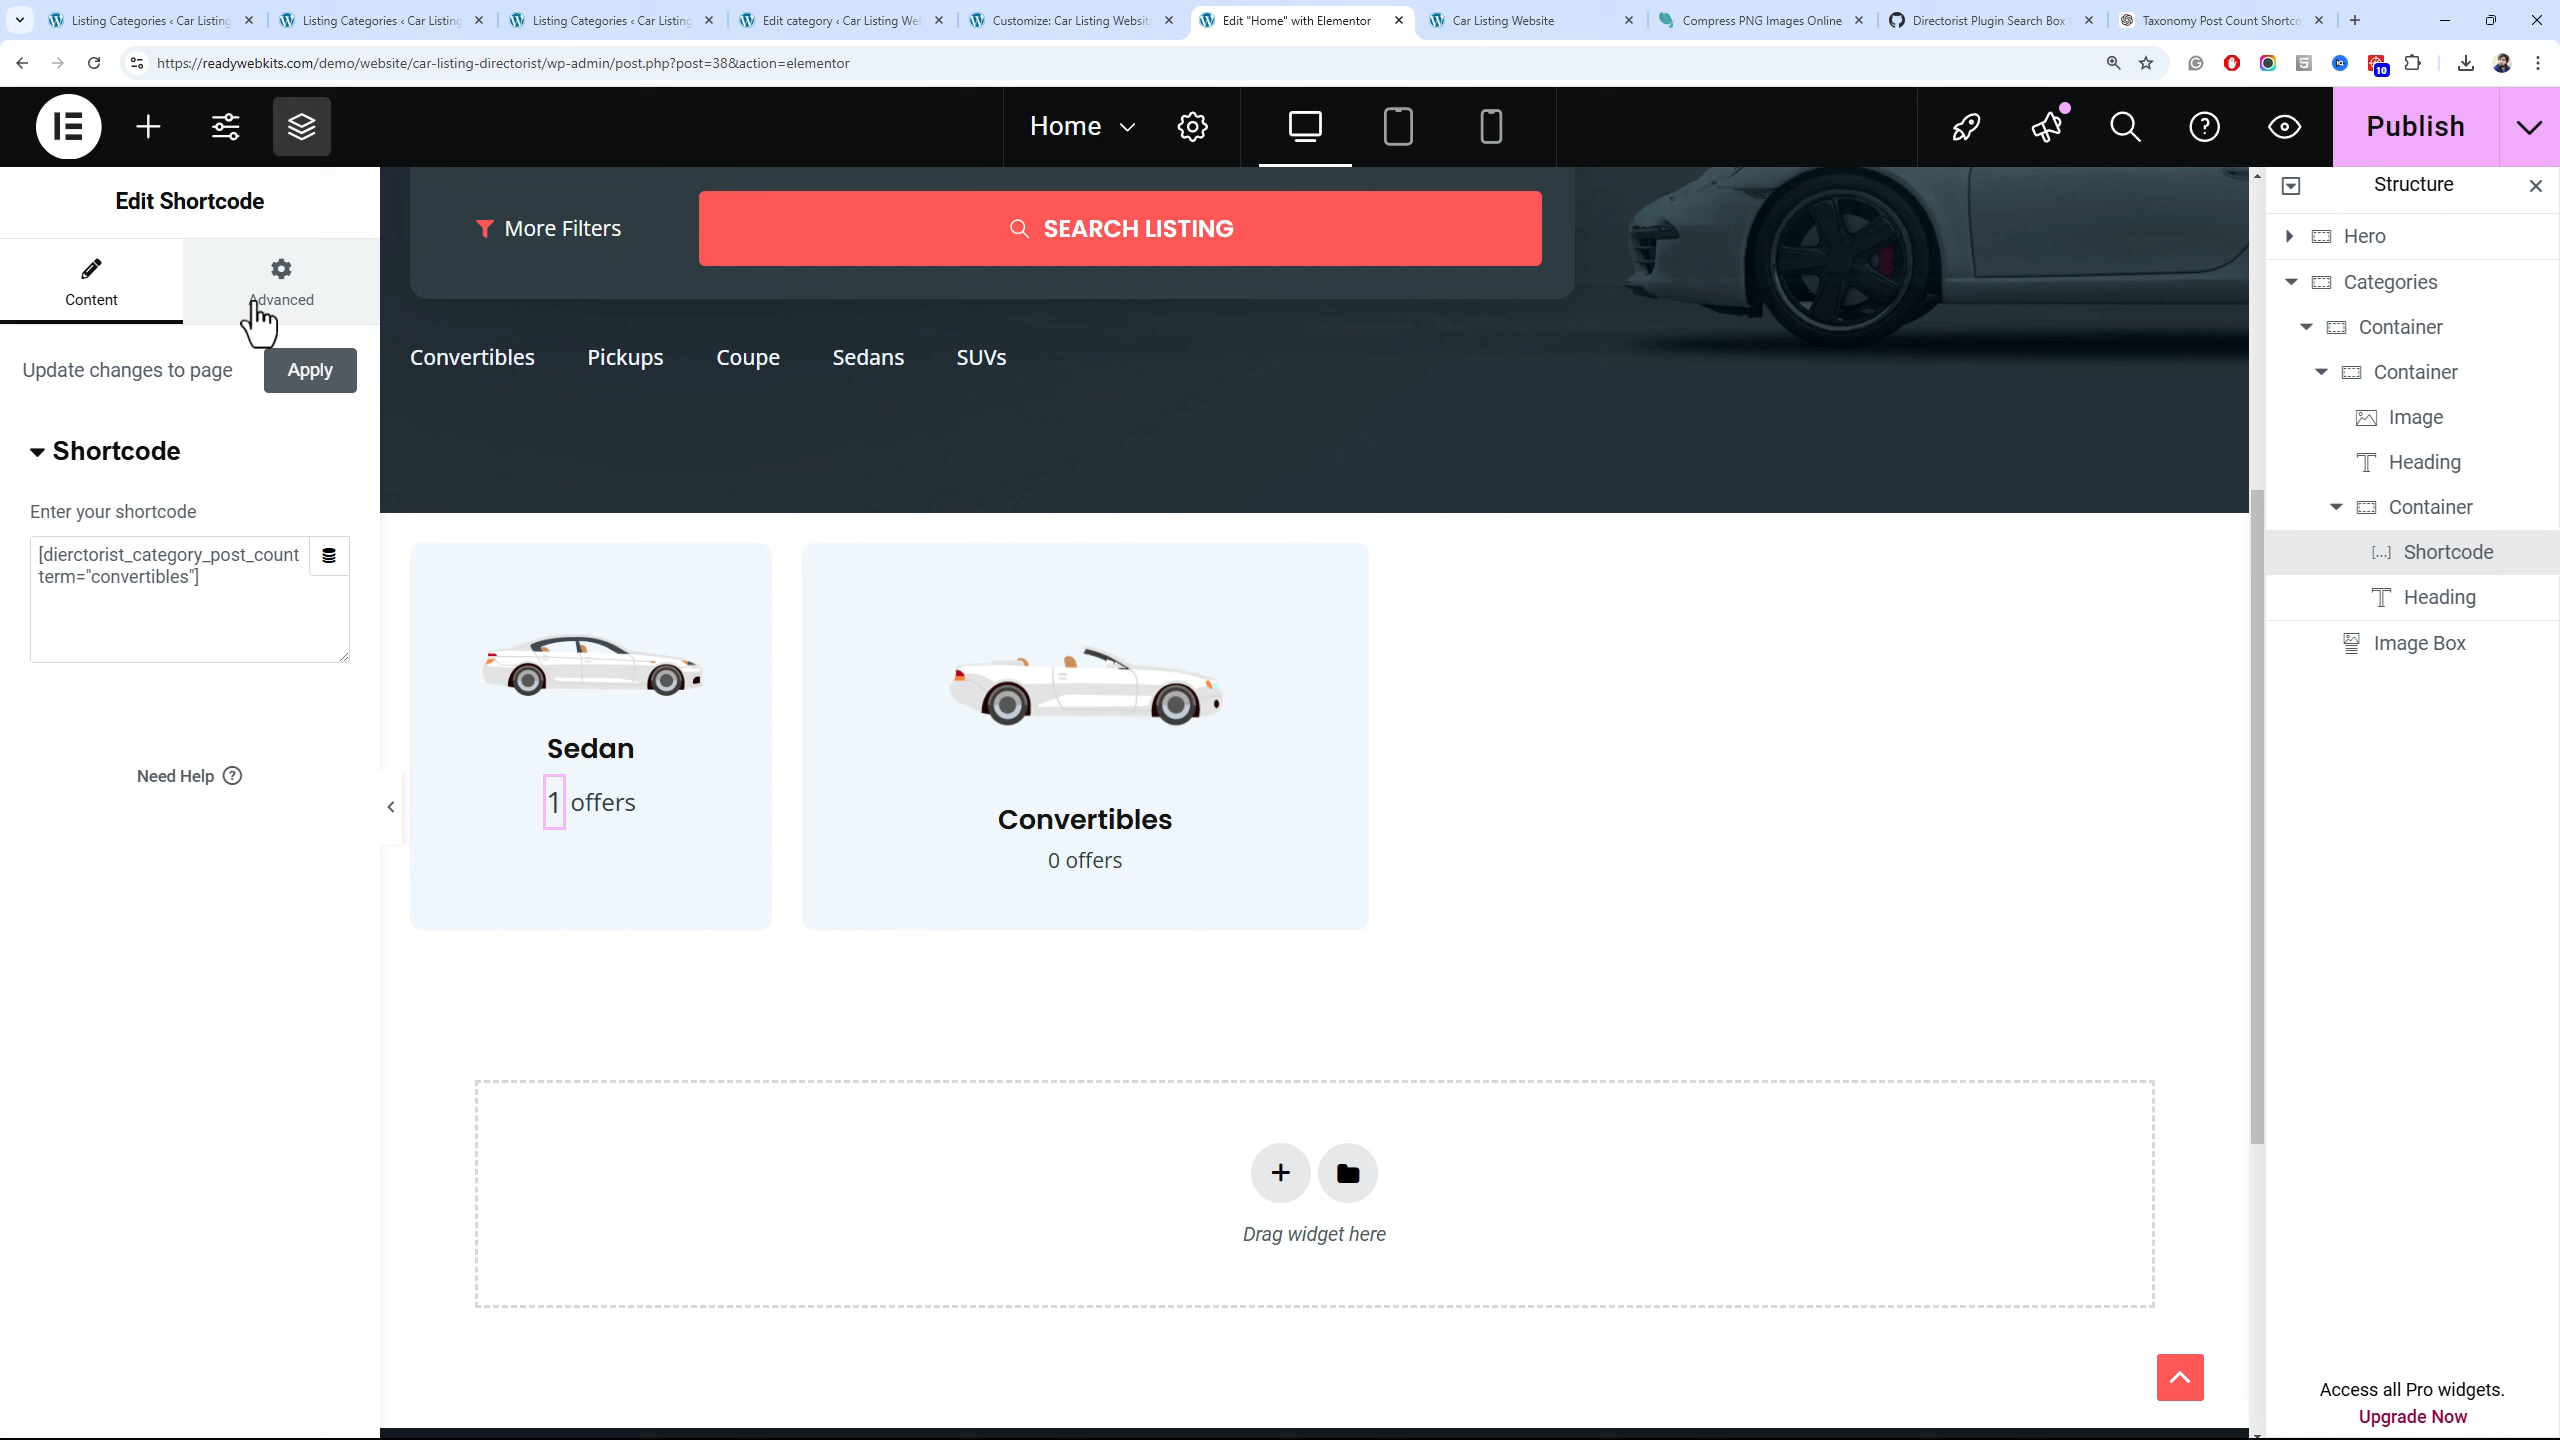 Listing Categories ‹ Car Listing
Listing Categories ‹ Car Listing
Listing Categories ‹ Car Listing
Edit category ‹ Car Listing We
Customize: Car Listing Websit
Edit "Home" with Elementor
Car Listing Website
Compress PNG Images Online
Directorist Plugin Search Box
Taxonomy Post Count Shortc
https://readywebkits.com/demo/website/car-listing-directorist/wp-admin/post.php?post=38&action=elementor
10
Home
Publish
Edit Shortcode
Content
Advanced
Update changes to page
Apply
Shortcode
Enter your shortcode
[dierctorist_category_post_count
term="convertibles"]
Need Help
More Filters
SEARCH LISTING
Convertibles
Pickups
Coupe
Sedans
SUVs
Sedan
1 offers
Convertibles
0 offers
Drag widget here
Structure
Hero
Categories
Container
Container
Image
Heading
Container
[...] Shortcode
Heading
Image Box
Access all Pro widgets.
Upgrade Now